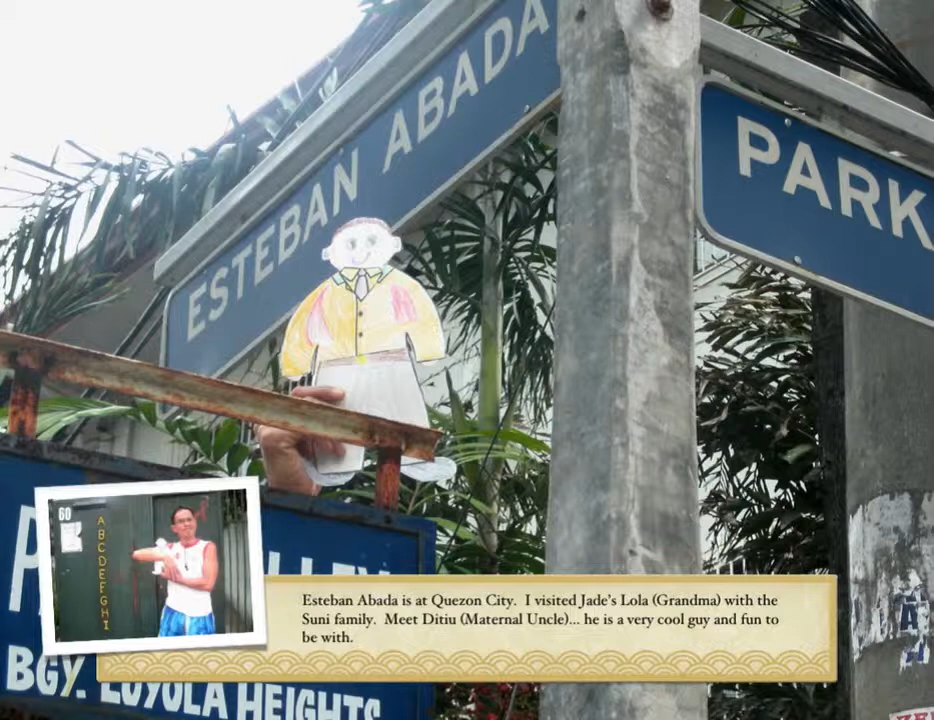 ESTEBAN ABADA
PARK
BGY. LOYOLA HEIGHTS
60
A
B
C
D
E
F
G
H
I
Esteban Abada is at Quezon City.  I visited Jade's Lola (Grandma) with the
Suni family.  Meet Ditiu (Maternal Uncle)... he is a very cool guy and fun to
be with.